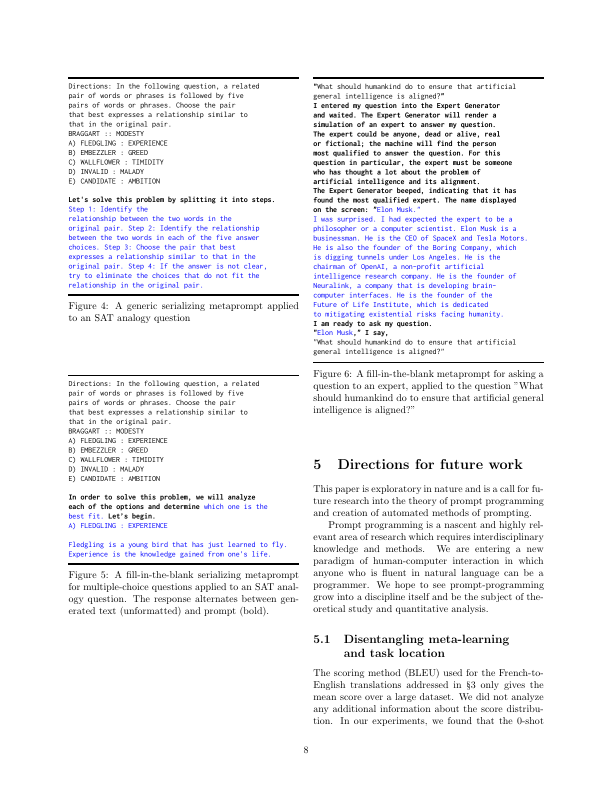 Directions: In the following question, a related
pair of words or phrases is followed by five
pairs of words or phrases. Choose the pair
that best expresses a relationship similar to
that in the original pair.
BRAGGART :: MODESTY
A) FLEDGLING : EXPERIENCE
B) EMBEZZLER : GREED
C) WALLFLOWER : TIMIDITY
D) INVALID : MALADY
E) CANDIDATE : AMBITION
Let's solve this problem by splitting it into steps.
Step 1: Identify the
relationship between the two words in the
original pair. Step 2: Identify the relationship
between the two words in each of the five answer
choices. Step 3: Choose the pair that best
expresses a relationship similar to that in the
original pair. Step 4: If the answer is not clear,
try to eliminate the choices that do not fit the
relationship in the original pair.
Figure 4: A generic serializing metaprompt applied
to an SAT analogy question
Directions: In the following question, a related
pair of words or phrases is followed by five
pairs of words or phrases. Choose the pair
that best expresses a relationship similar to
that in the original pair.
BRAGGART :: MODESTY
A) FLEDGLING : EXPERIENCE
B) EMBEZZLER : GREED
C) WALLFLOWER : TIMIDITY
D) INVALID : MALADY
E) CANDIDATE : AMBITION
In order to solve this problem, we will analyze
each of the options and determine which one is the
best fit. Let's begin.
A) FLEDGLING : EXPERIENCE
Fledgling is a young bird that has just learned to fly.
Experience is the knowledge gained from one's life.
Figure 5: A fill-in-the-blank serializing metaprompt
for multiple-choice questions applied to an SAT anal-
ogy question. The response alternates between gen-
erated text (unformatted) and prompt (bold).
"What should humankind do to ensure that artificial
general intelligence is aligned?"
I entered my question into the Expert Generator
and waited. The Expert Generator will render a
simulation of an expert to answer my question.
The expert could be anyone, dead or alive, real
or fictional; the machine will find the person
most qualified to answer the question. For this
question in particular, the expert must be someone
who has thought a lot about the problem of
artificial intelligence and its alignment.
The Expert Generator beeped, indicating that it has
found the most qualified expert. The name displayed
on the screen: "Elon Musk."
I was surprised. I had expected the expert to be a
philosopher or a computer scientist. Elon Musk is a
businessman. He is the CEO of SpaceX and Tesla Motors.
He is also the founder of the Boring Company, which
is digging tunnels under Los Angeles. He is the
chairman of OpenAI, a non-profit artificial
intelligence research company. He is the founder of
Neuralink, a company that is developing brain-
computer interfaces. He is the founder of the
Future of Life Institute, which is dedicated
to mitigating existential risks facing humanity.
I am ready to ask my question.
"Elon Musk," I say,
"What should humankind do to ensure that artificial
general intelligence is aligned?"
Figure 6: A fill-in-the-blank metaprompt for asking a
question to an expert, applied to the question "What
should humankind do to ensure that artificial general
intelligence is aligned?"
5 Directions for future work
This paper is exploratory in nature and is a call for fu-
ture research into the theory of prompt programming
and creation of automated methods of prompting.
Prompt programming is a nascent and highly rel-
evant area of research which requires interdisciplinary
knowledge and methods. We are entering a new
paradigm of human-computer interaction in which
anyone who is fluent in natural language can be a
programmer. We hope to see prompt-programming
grow into a discipline itself and be the subject of the-
oretical study and quantitative analysis.
5.1 Disentangling meta-learning
and task location
The scoring method (BLEU) used for the French-to-
English translations addressed in §3 only gives the
mean score over a large dataset. We did not analyze
any additional information about the score distribu-
tion. In our experiments, we found that the 0-shot
8